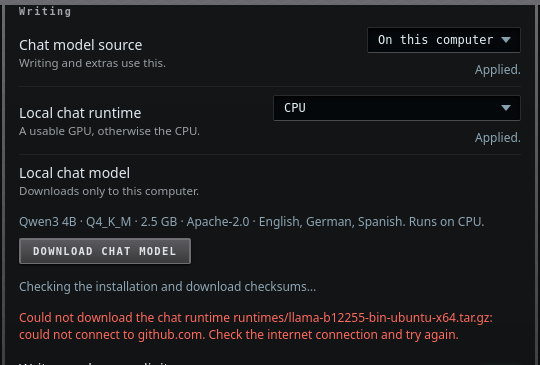 Writing
Chat model source
On this computer
Writing and extras use this.
Applied.
Local chat runtime
CPU
A usable GPU, otherwise the CPU.
Applied.
Local chat model
Downloads only to this computer.
Qwen3 4B · Q4_K_M · 2.5 GB · Apache-2.0 · English, German, Spanish. Runs on CPU.
DOWNLOAD CHAT MODEL
Checking the installation and download checksums...
Could not download the chat runtime runtimes/llama-b12255-bin-ubuntu-x64.tar.gz:
could not connect to github.com. Check the internet connection and try again.